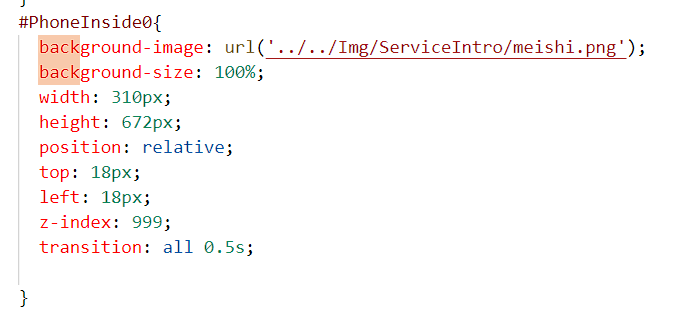 #PhoneInside0{
background-image: url('../../Img/ServiceIntro/meishi.png');
background-size: 100%;
width: 310px;
height: 672px;
position: relative;
top: 18px;
left: 18px;
z-index: 999;
transition: all 0.5s;
}